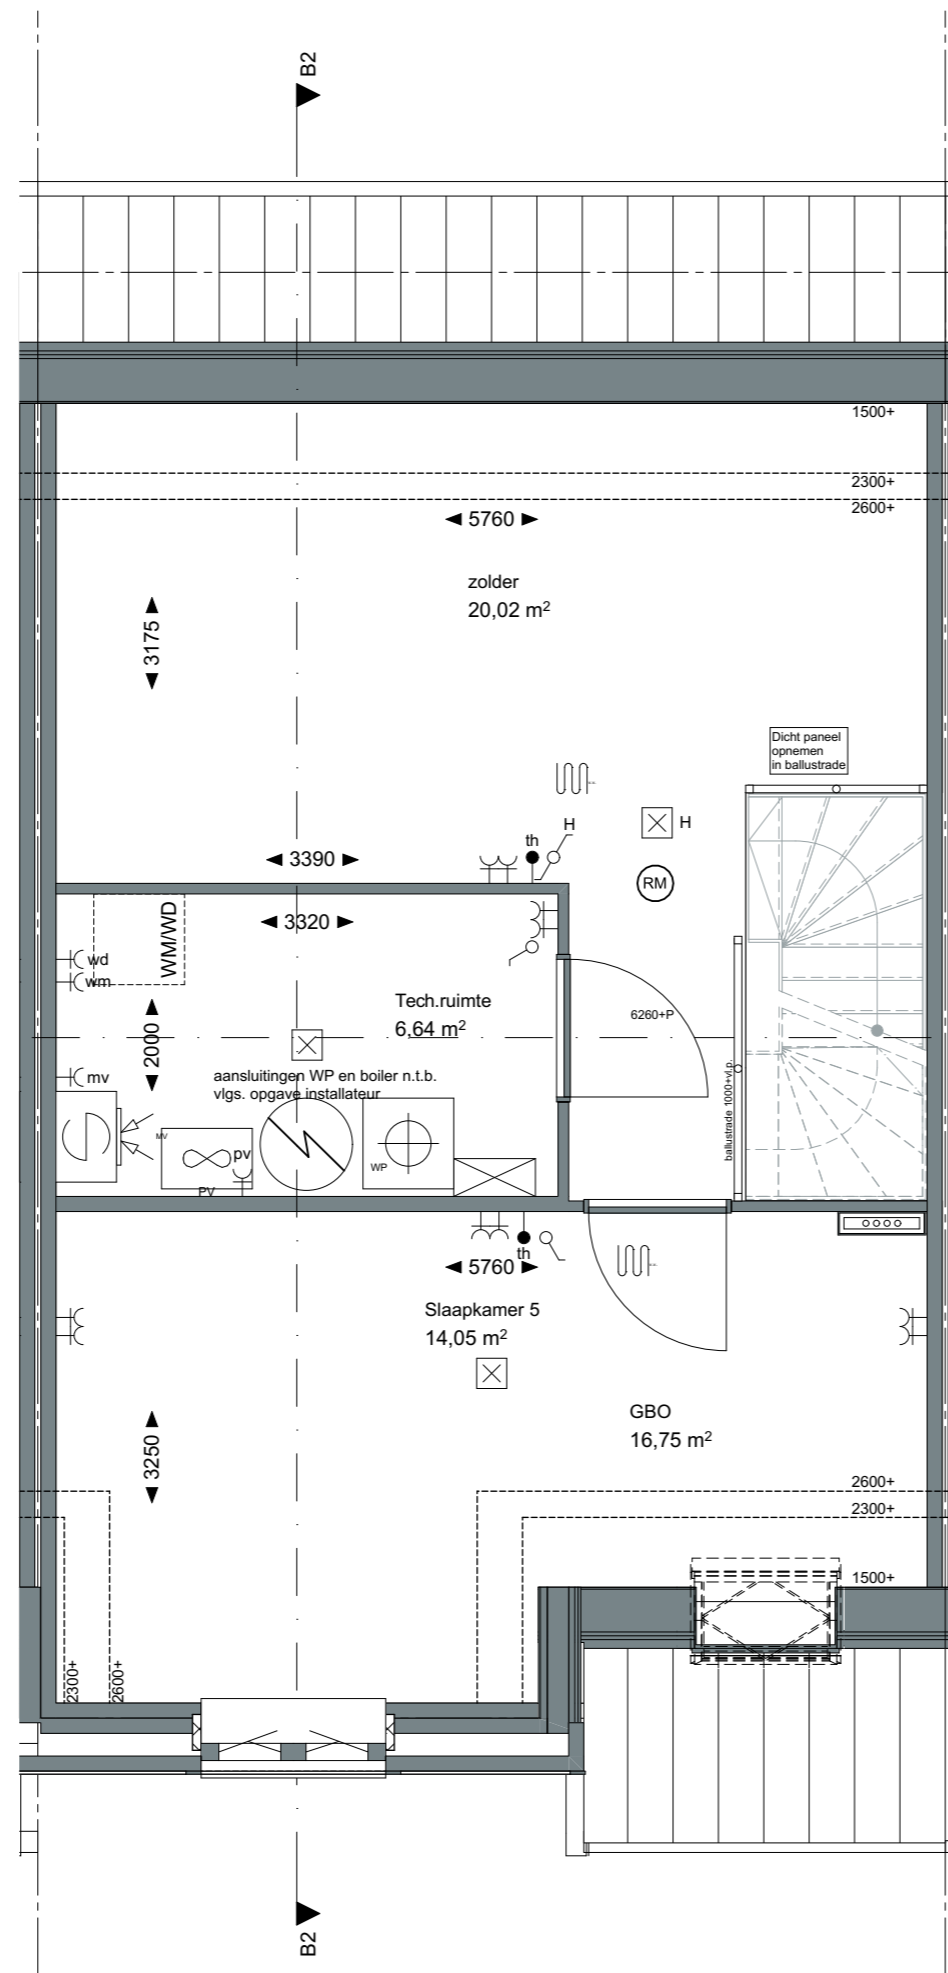 B2
1500+
2300+
2600+
5760
zolder
20,02 m²
3175
Dicht paneel
opnemen
in ballustrade
H
H
th
3390
RM
WM/WD
3320
wd
wm
Tech.ruimte
6,64 m²
6260+P
2000
mv
aansluitingen WP en boiler n.t.b.
vlgs. opgave installateur
ballustrade 1000+vl.p.
MV
pv
WP
PV
th
5760
Slaapkamer 5
14,05 m²
GBO
16,75 m²
3250
2600+
2300+
1500+
2300+
2600+
B2